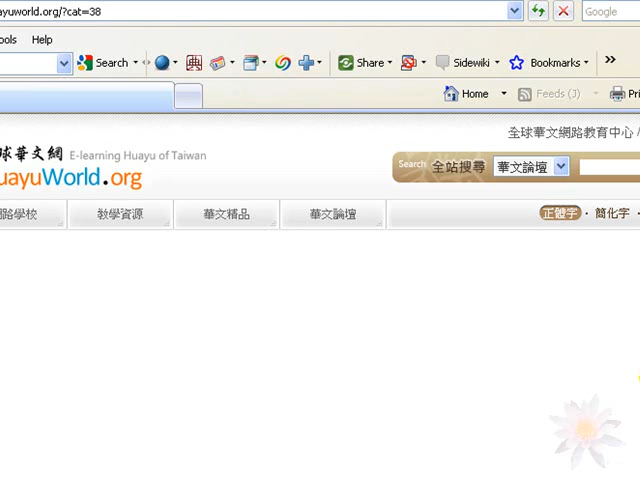 ayuworld.org/?cat=38 Google
ols Help
Search Share Sidewiki Bookmarks »
Home Feeds (J) Pri
全球華文網路教育中心 /
球華文網 E-learning Huayu of Taiwan
Search 全站搜尋 華文論壇
uayuWorld.org
路學校 教學資源 華文精品 華文論壇 正體字 · 簡化字 ·